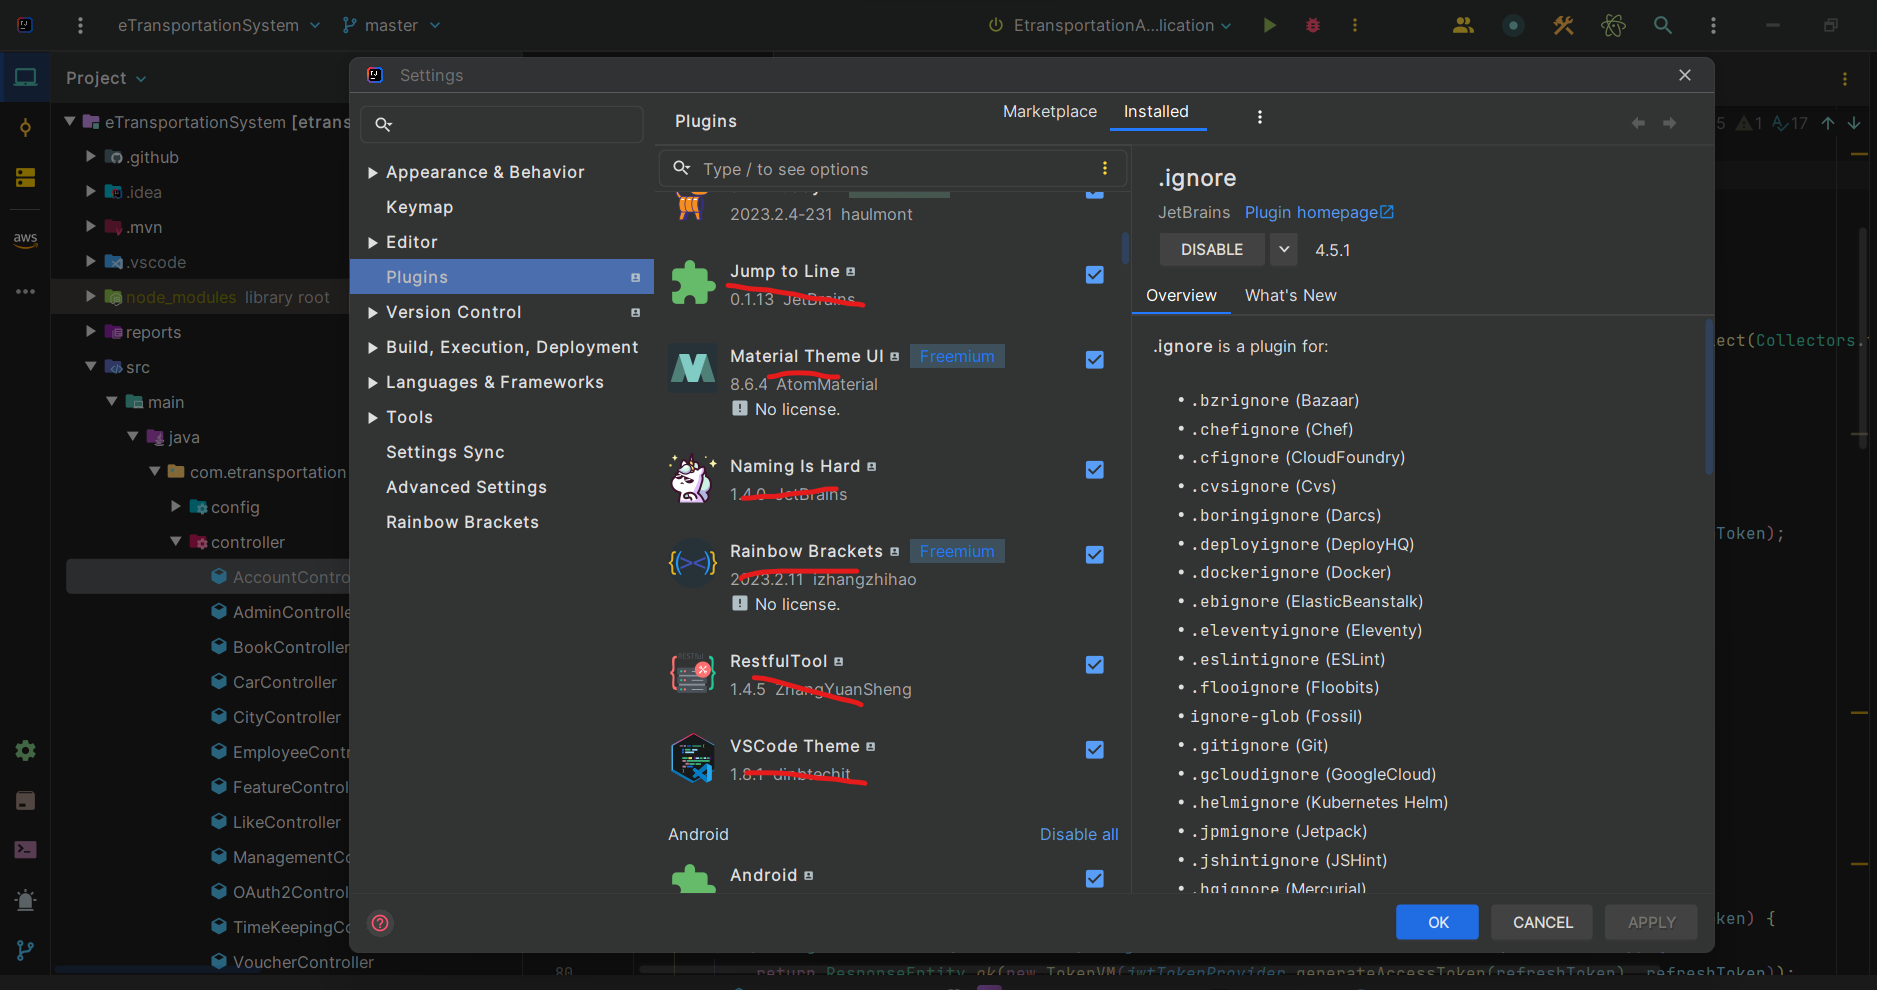 eTransportationSystem
master
EtransportationA...lication
Project
Settings
eTransportationSystem [etrans
.github
.idea
.mvn
.vscode
node_modules library root
reports
src
main
java
com.etransportation
config
controller
AccountContro
AdminControlle
BookController
CarController
CityController
EmployeeContr
FeatureControl
LikeController
ManagementCo
OAuth2Control
TimeKeepingCo
VoucherController
aws
Appearance & Behavior
Keymap
Editor
Plugins
Version Control
Build, Execution, Deployment
Languages & Frameworks
Tools
Settings Sync
Advanced Settings
Rainbow Brackets
Plugins
Marketplace
Installed
Type / to see options
2023.2.4-231 haulmont
Jump to Line
0.1.13 JetBrains
Material Theme UI Freemium
8.6.4 AtomMaterial
No license.
Naming Is Hard
1.4.0 JetBrains
Rainbow Brackets Freemium
2023.2.11 izhangzhihao
No license.
RESTful
RestfulTool
1.4.5 ZhangYuanSheng
VSCode Theme
1.8.1 dinbtechit
Android
Disable all
Android
.ignore
JetBrains Plugin homepage
DISABLE
4.5.1
Overview
What's New
.ignore is a plugin for:
• .bzrignore (Bazaar)
• .chefignore (Chef)
• .cfignore (CloudFoundry)
• .cvsignore (Cvs)
• .boringignore (Darcs)
• .deployignore (DeployHQ)
• .dockerignore (Docker)
• .ebignore (ElasticBeanstalk)
• .eleventyignore (Eleventy)
• .eslintignore (ESLint)
• .flooignore (Floobits)
• ignore-glob (Fossil)
• .gitignore (Git)
• .gcloudignore (GoogleCloud)
• .helmignore (Kubernetes Helm)
• .jpmignore (Jetpack)
• .jshintignore (JSHint)
• .hgignore (Mercurial)
OK
CANCEL
APPLY
5 1 17
lect(Collectors.
Token);
ken) {
80
return ResponseEntity.ok(new TokenVM(jwtTokenProvider.generateAccessToken(refreshToken), refreshToken));